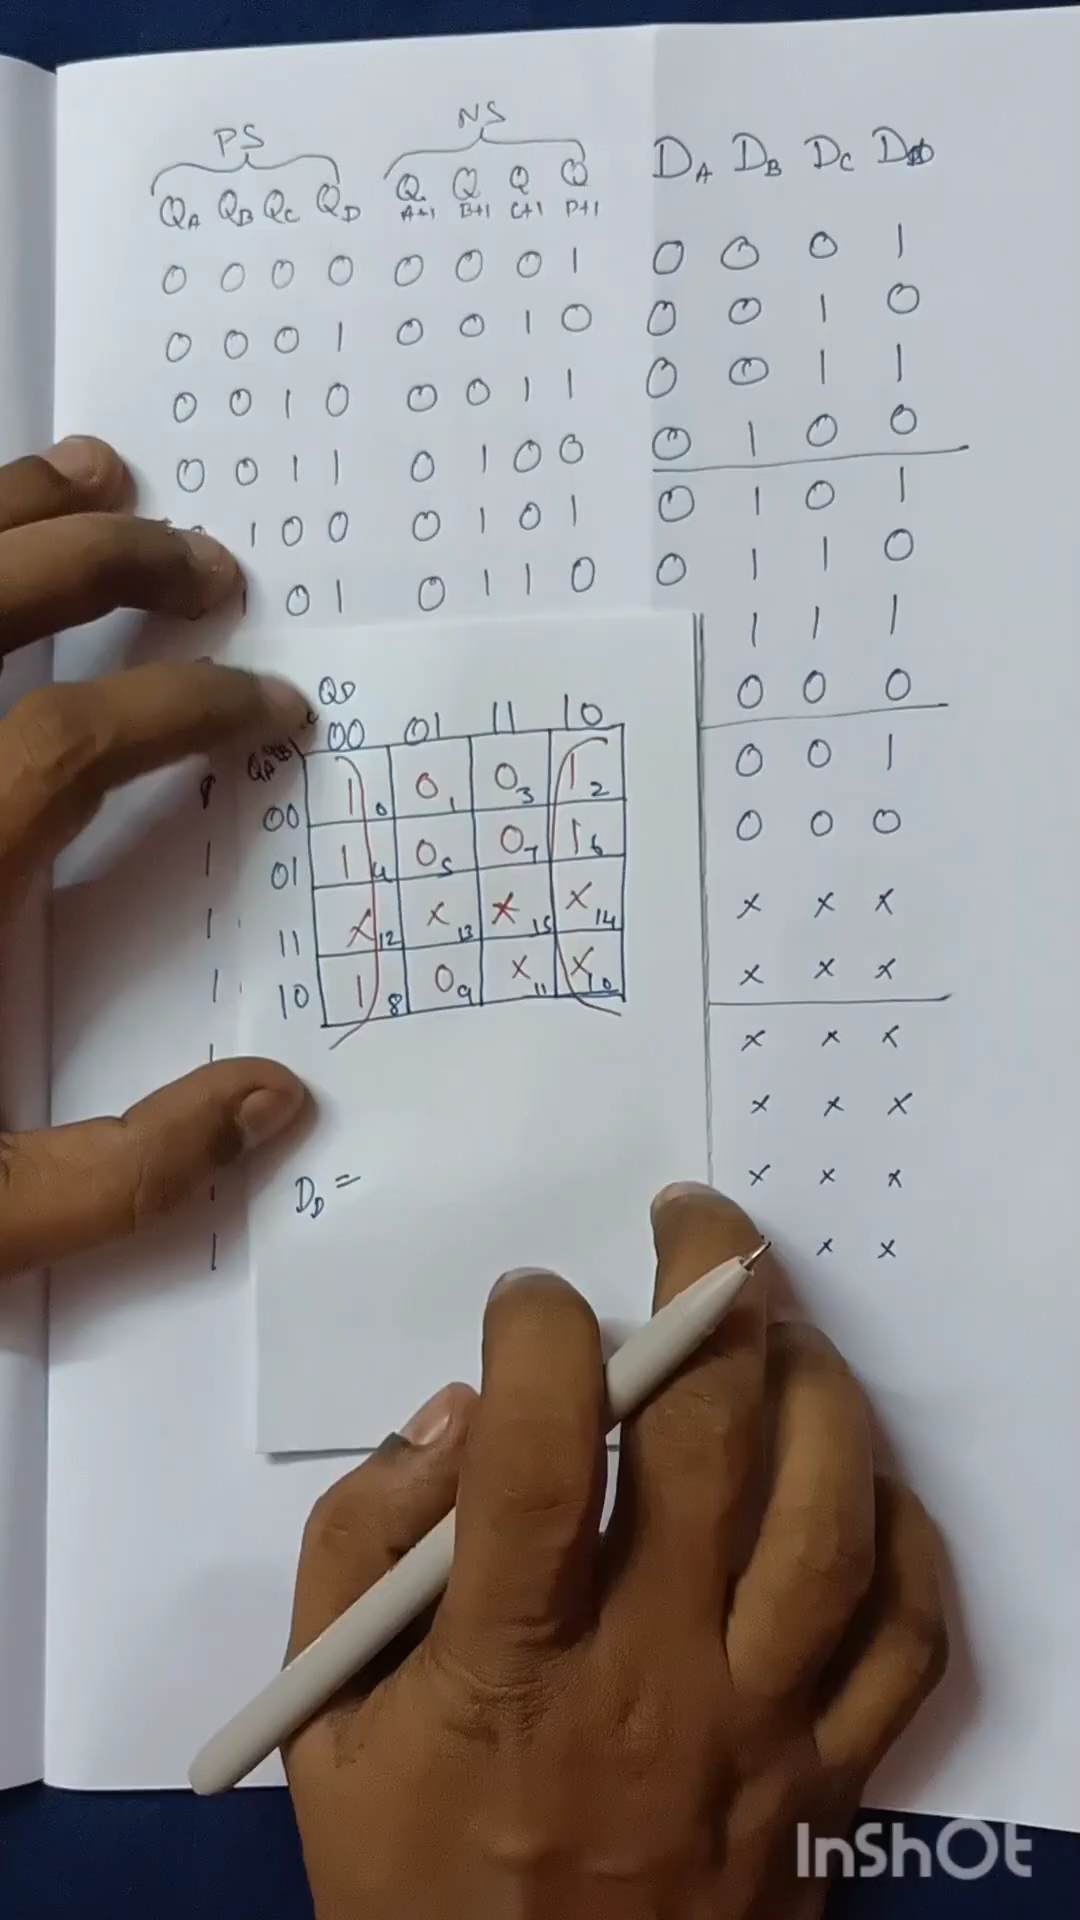 PS NS
QA QB QC QD Q A+1 Q B+1 Q C+1 Q D+1 DA DB DC DD
0 0 0 0 0 0 0 1 0 0 0 1
0 0 0 1 0 0 1 0 0 0 1 0
0 0 1 0 0 0 1 1 0 0 1 1
0 0 1 1 0 1 0 0 0 1 0 0
1 0 0 0 1 0 1 0 1 0 1
1 0 1 0 1 1 0 0 1 1 0
1 1 1
0 0 0
0 0 1
0 0 0
x x x
x x x
x x x
x x x
x x x
x x
QD
QA QB 00 01 11 10
00 1 0 0 1 0 3 1 2
01 1 4 0 5 0 7 1 6
11 x 12 x 13 x 15 x 14
10 1 8 0 9 x 11 x 10
DD =
1
1
1
1
1
InShOt